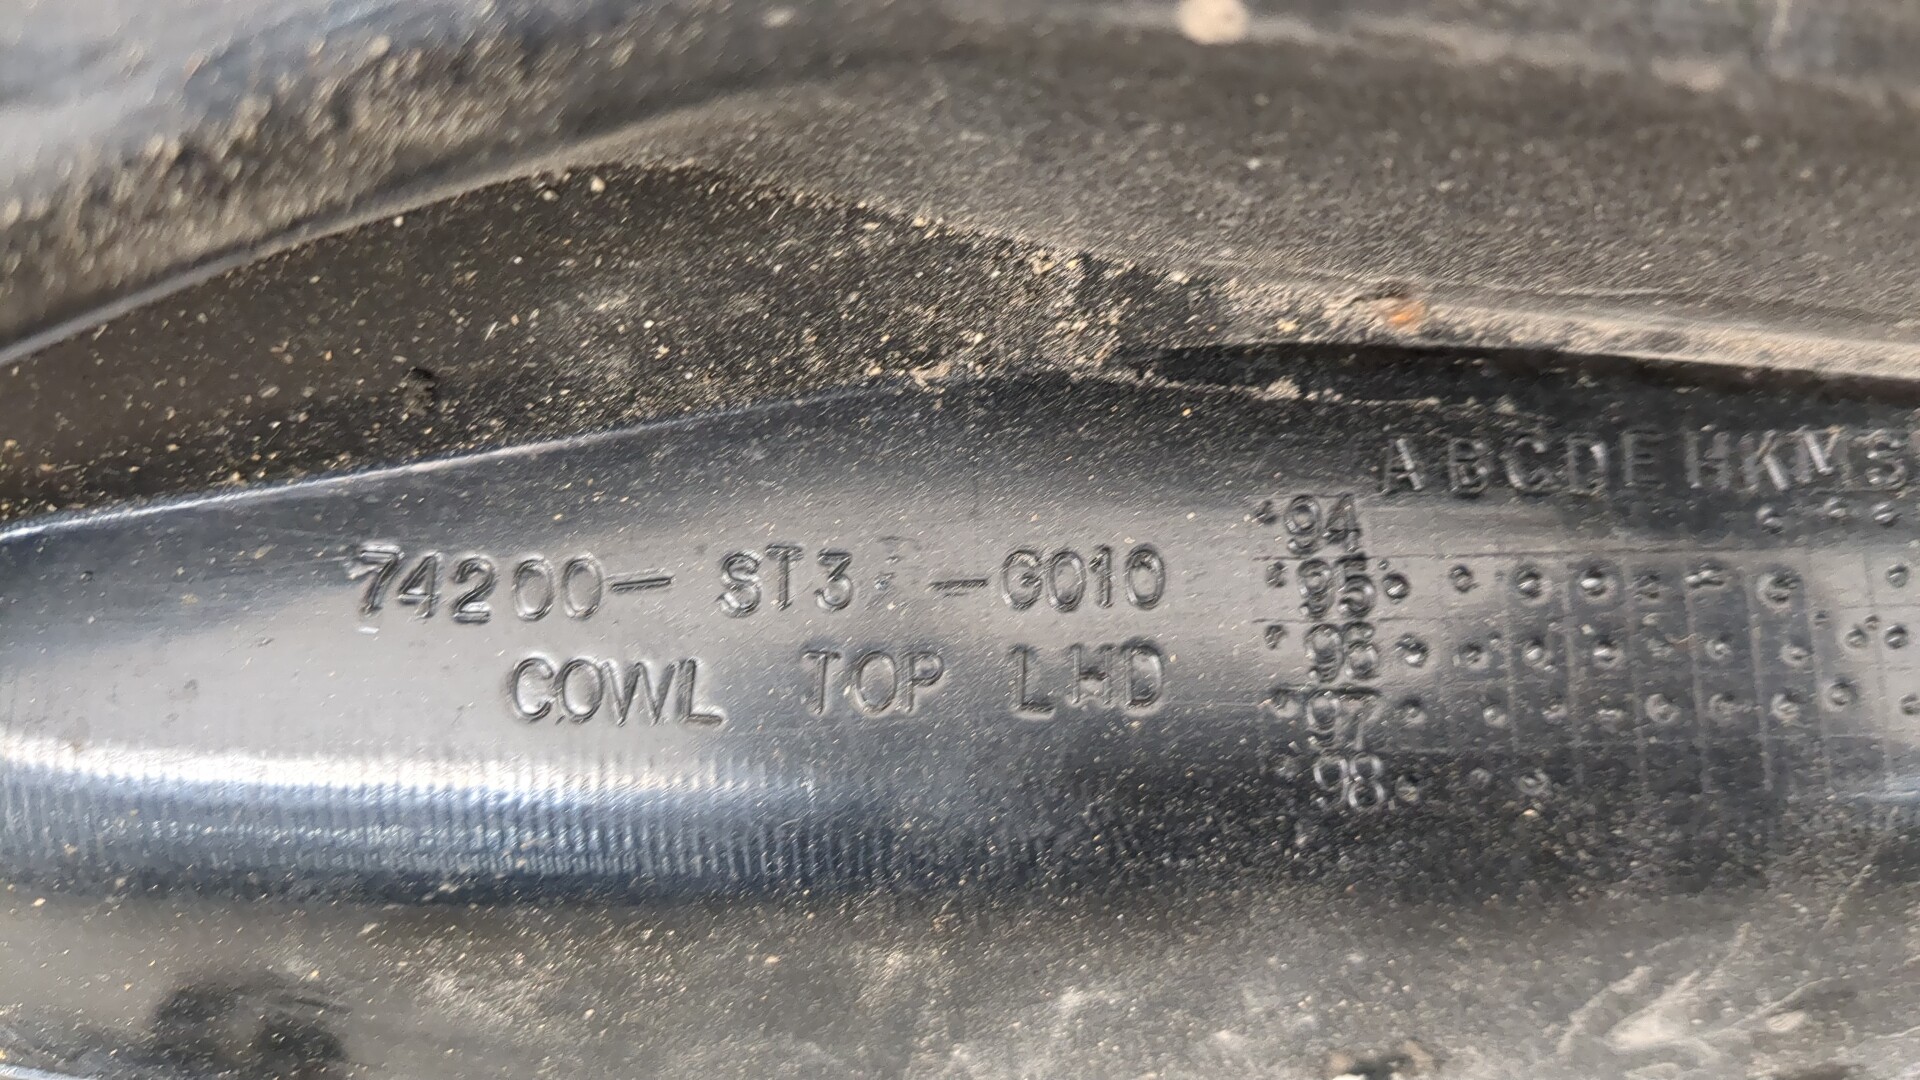 ABCDEHKMS
74200- ST3 -G010
COWL TOP LHD
'94
'95
'96
'97
'98